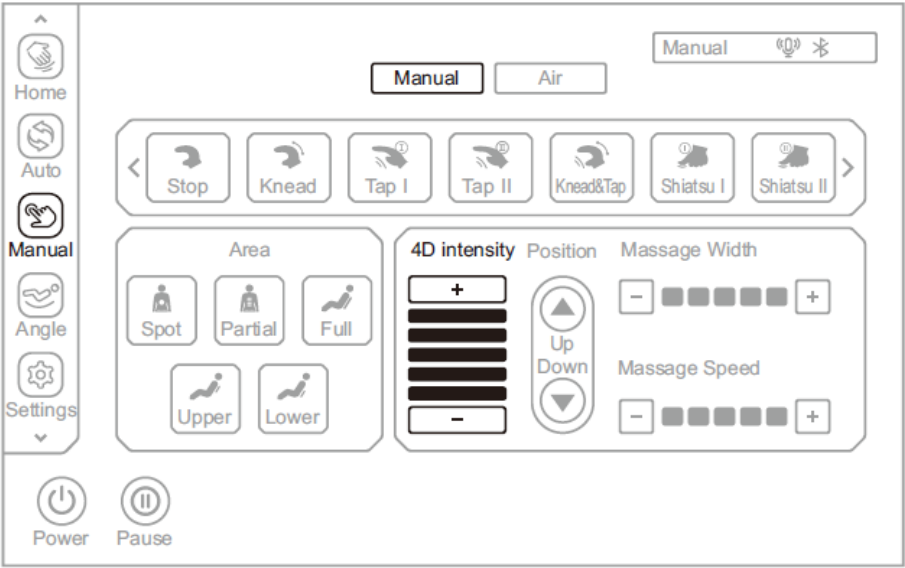 Manual
Home
Manual
Air
Auto
Stop
Knead
Tap I
Tap II
Knead&Tap
Shiatsu I
Shiatsu II
Manual
Area
Spot
Partial
Full
Upper
Lower
4D intensity
+
−
Position
Up
Down
Massage Width
− +
Massage Speed
− +
Angle
Settings
Power
Pause